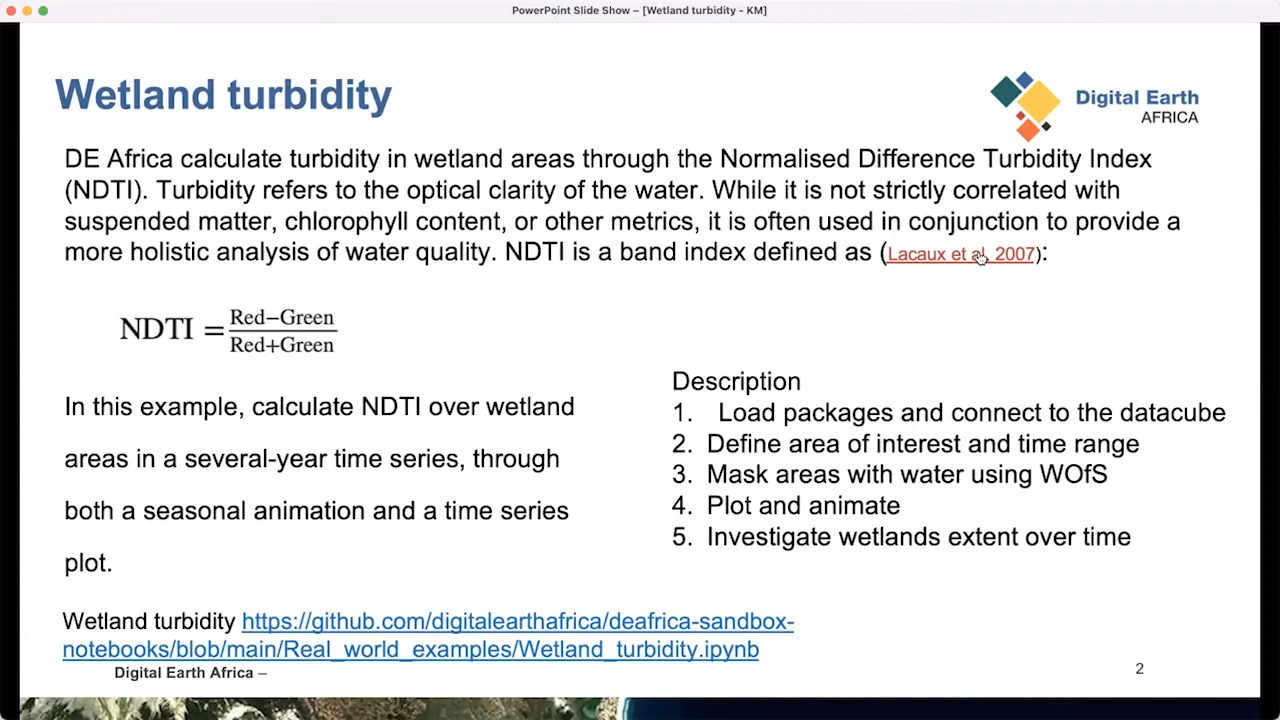 PowerPoint Slide Show – [Wetland turbidity - KM]
Wetland turbidity
Digital Earth
AFRICA
DE Africa calculate turbidity in wetland areas through the Normalised Difference Turbidity Index
(NDTI). Turbidity refers to the optical clarity of the water. While it is not strictly correlated with
suspended matter, chlorophyll content, or other metrics, it is often used in conjunction to provide a
more holistic analysis of water quality. NDTI is a band index defined as (Lacaux et al, 2007):
NDTI = Red−Green
Red+Green
In this example, calculate NDTI over wetland
areas in a several-year time series, through
both a seasonal animation and a time series
plot.
Description
1. Load packages and connect to the datacube
2. Define area of interest and time range
3. Mask areas with water using WOfS
4. Plot and animate
5. Investigate wetlands extent over time
Wetland turbidity https://github.com/digitalearthafrica/deafrica-sandbox-
notebooks/blob/main/Real_world_examples/Wetland_turbidity.ipynb
Digital Earth Africa –
2